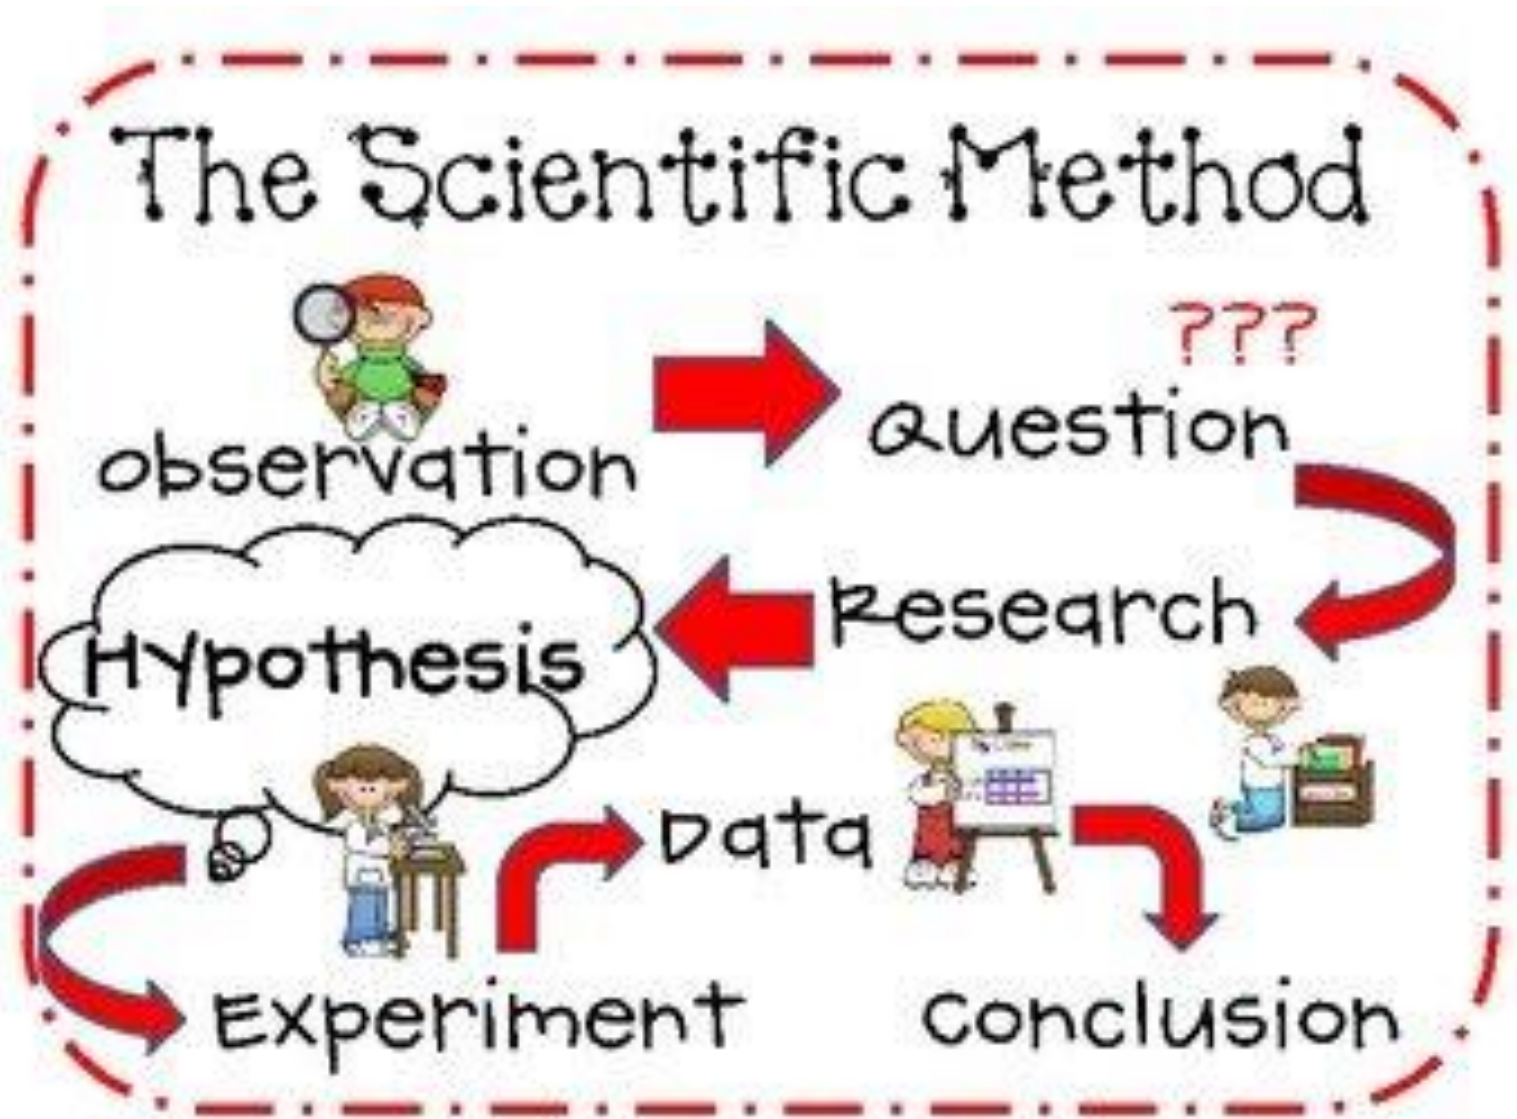 The Scientific Method
???
Observation
Question
Research
Hypothesis
Experiment
Data
Conclusion